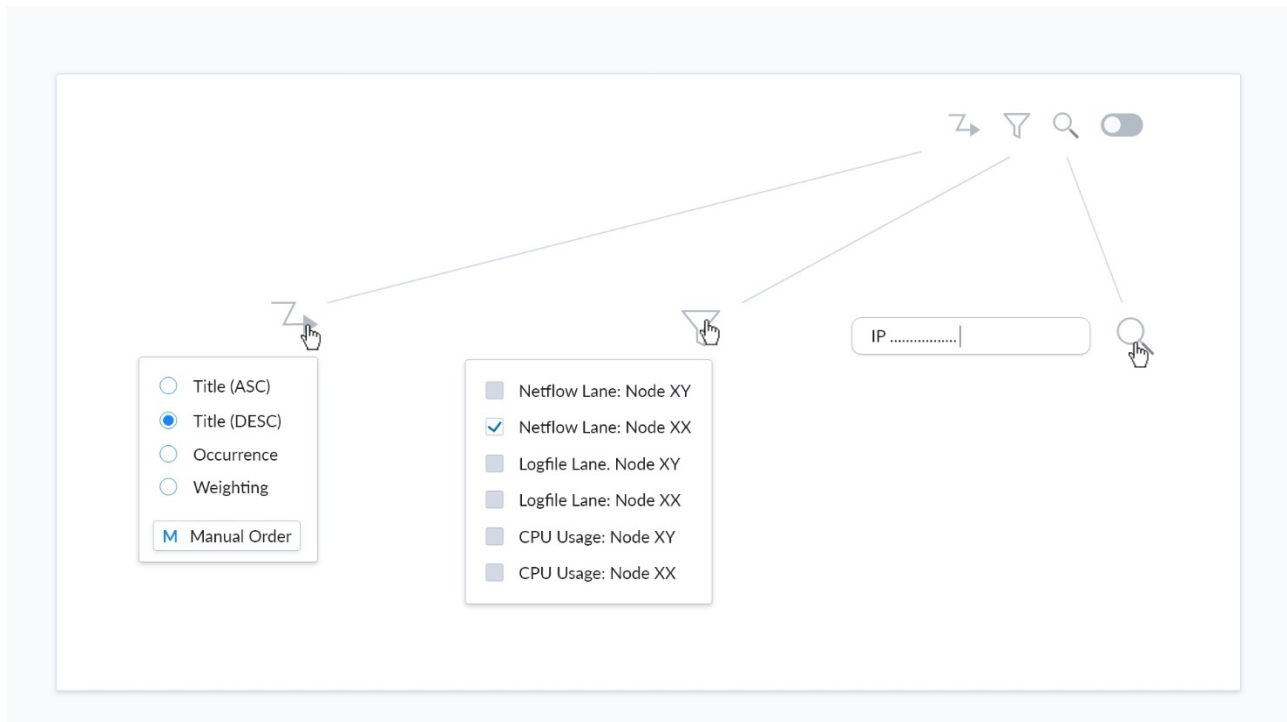 Title (ASC)
Title (DESC)
Occurrence
Weighting
M Manual Order
Netflow Lane: Node XY
Netflow Lane: Node XX
Logfile Lane. Node XY
Logfile Lane: Node XX
CPU Usage: Node XY
CPU Usage: Node XX
IP .................